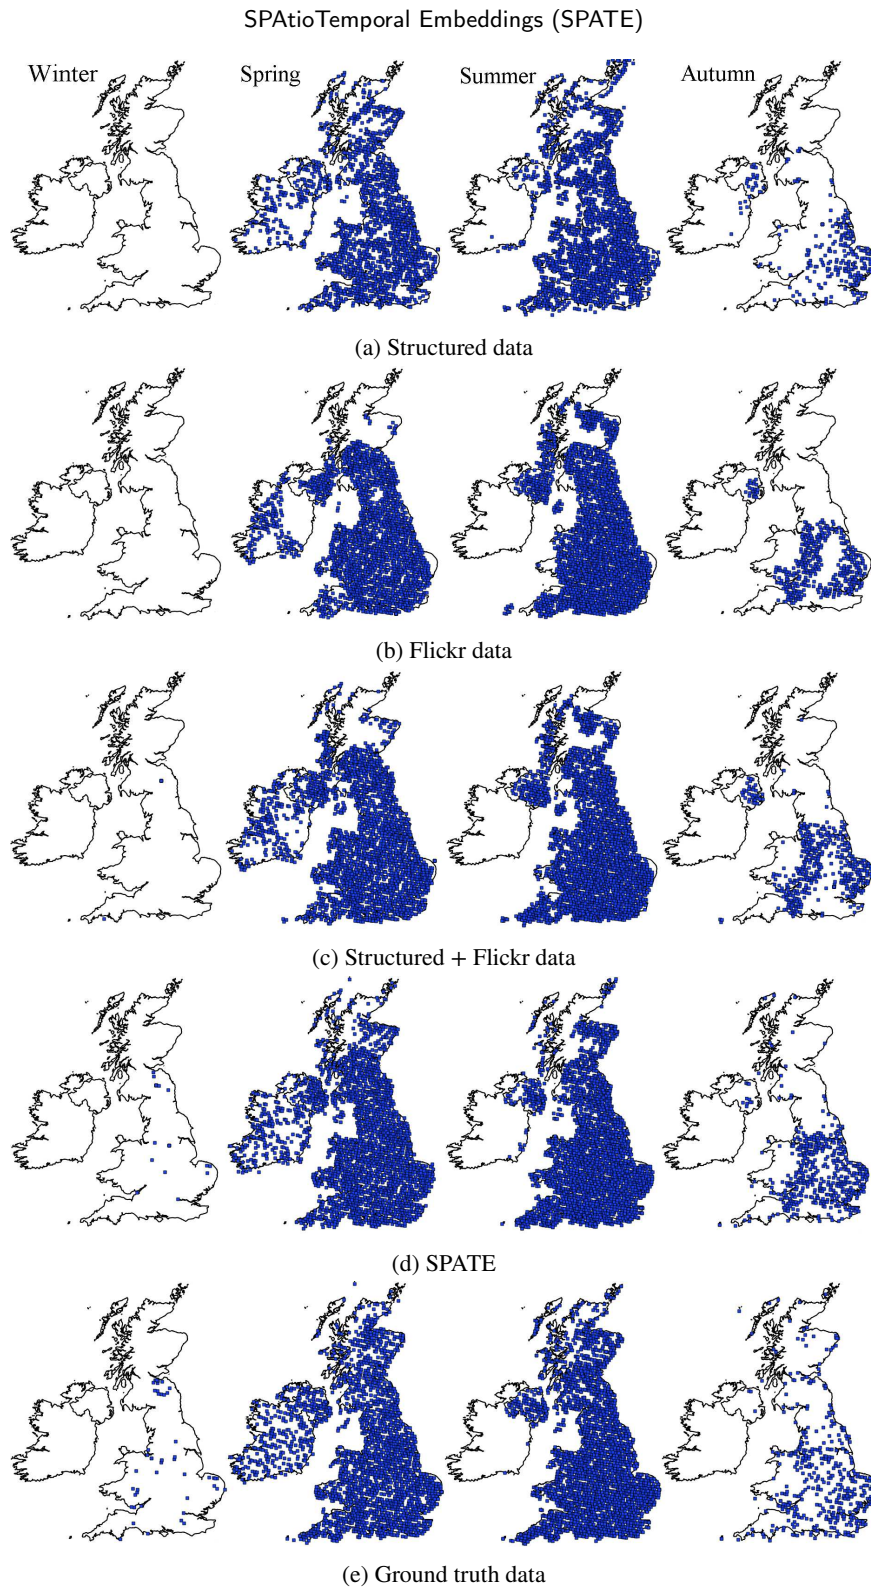 SPAtioTemporal Embeddings (SPATE)
Winter Spring Summer Autumn
(a) Structured data
(b) Flickr data
(c) Structured + Flickr data
(d) SPATE
(e) Ground truth data